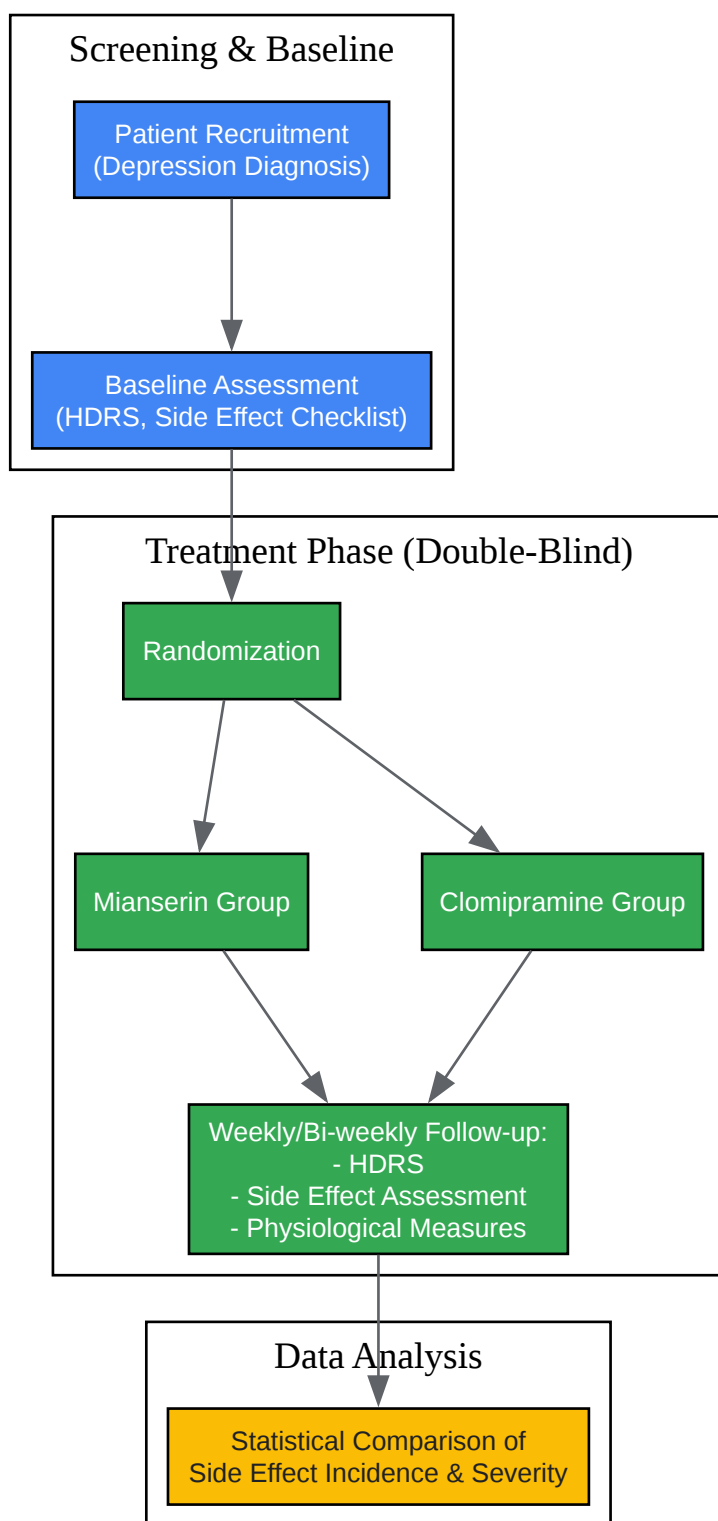 Screening & Baseline
Patient Recruitment
(Depression Diagnosis)
Baseline Assessment
(HDRS, Side Effect Checklist)
Treatment Phase (Double-Blind)
Randomization
Mianserin Group
Clomipramine Group
Weekly/Bi-weekly Follow-up:
- HDRS
- Side Effect Assessment
- Physiological Measures
Data Analysis
Statistical Comparison of
Side Effect Incidence & Severity